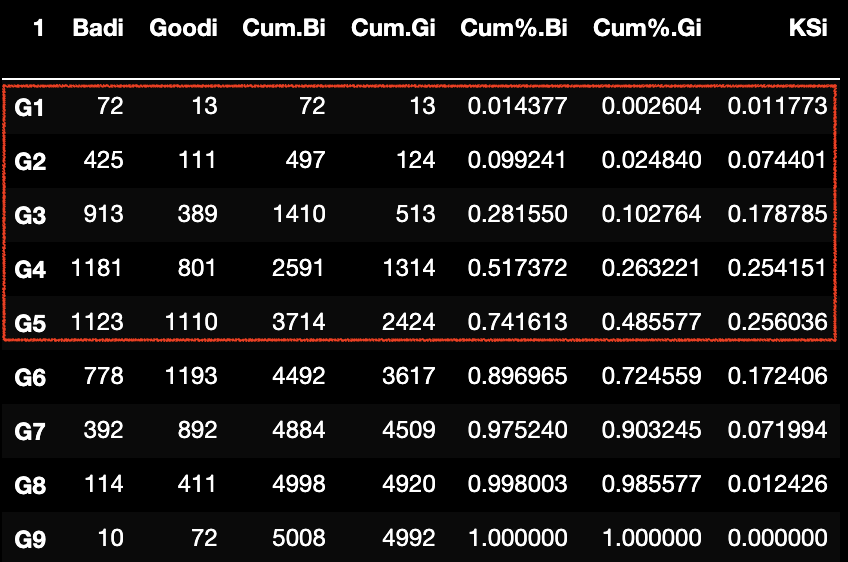 1 Badi Goodi Cum.Bi Cum.Gi Cum%.Bi Cum%.Gi KSi
G1 72 13 72 13 0.014377 0.002604 0.011773
G2 425 111 497 124 0.099241 0.024840 0.074401
G3 913 389 1410 513 0.281550 0.102764 0.178785
G4 1181 801 2591 1314 0.517372 0.263221 0.254151
G5 1123 1110 3714 2424 0.741613 0.485577 0.256036
G6 778 1193 4492 3617 0.896965 0.724559 0.172406
G7 392 892 4884 4509 0.975240 0.903245 0.071994
G8 114 411 4998 4920 0.998003 0.985577 0.012426
G9 10 72 5008 4992 1.000000 1.000000 0.000000